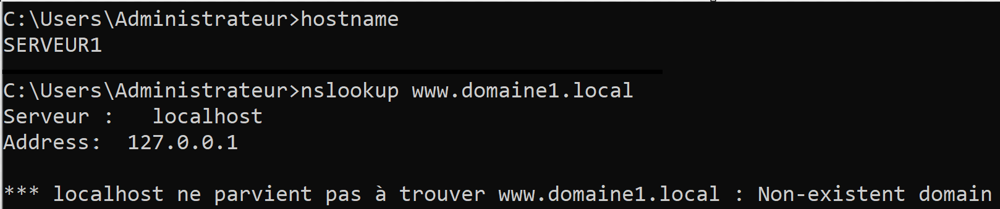 C:\Users\Administrateur>hostname
SERVEUR1
C:\Users\Administrateur>nslookup www.domaine1.local
Serveur :   localhost
Address:  127.0.0.1
*** localhost ne parvient pas à trouver www.domaine1.local : Non-existent domain